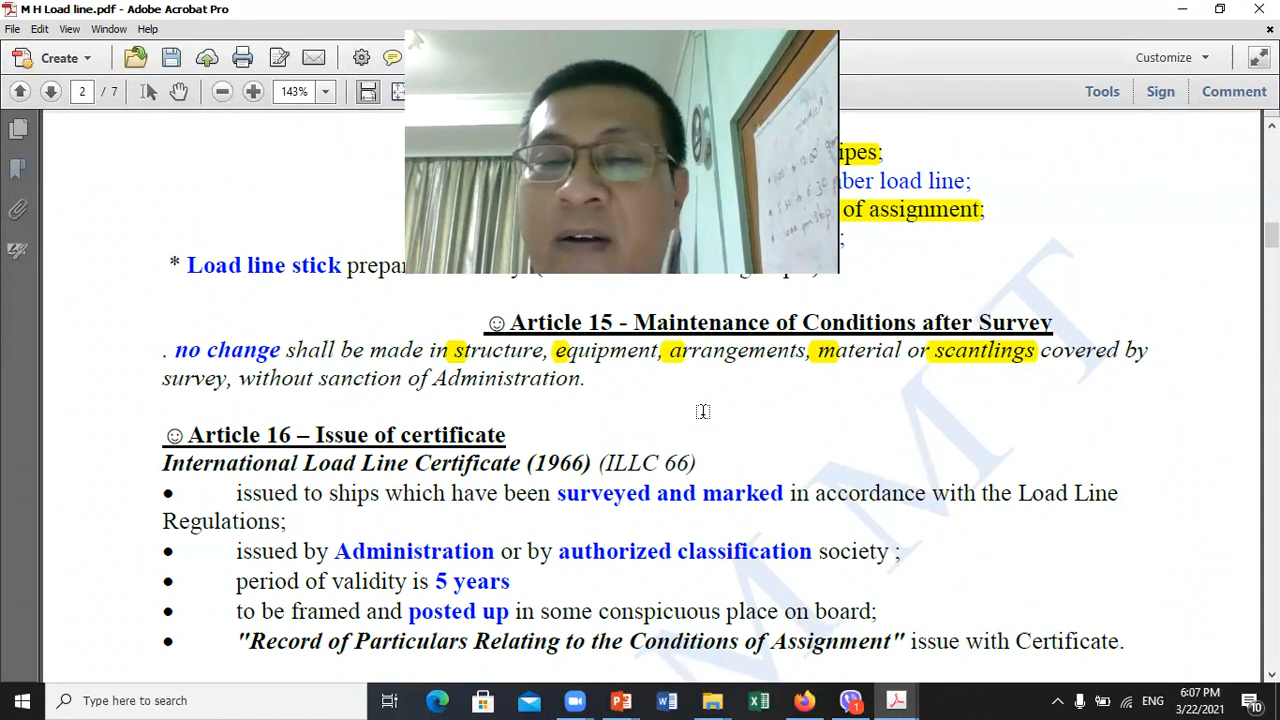 M H Load line.pdf - Adobe Acrobat Pro
File Edit View Window Help
Create
Customize
2 / 7
143%
Tools Sign Comment
ipes;
ber load line;
of assignment;
;
* Load line stick prepar
☺Article 15 - Maintenance of Conditions after Survey
. no change shall be made in structure, equipment, arrangements, material or scantlings covered by
survey, without sanction of Administration.
☺Article 16 – Issue of certificate
International Load Line Certificate (1966) (ILLC 66)
• issued to ships which have been surveyed and marked in accordance with the Load Line
Regulations;
• issued by Administration or by authorized classification society ;
• period of validity is 5 years
• to be framed and posted up in some conspicuous place on board;
• "Record of Particulars Relating to the Conditions of Assignment" issue with Certificate.
M M T
Type here to search
1
ENG
6:07 PM
3/22/2021
10